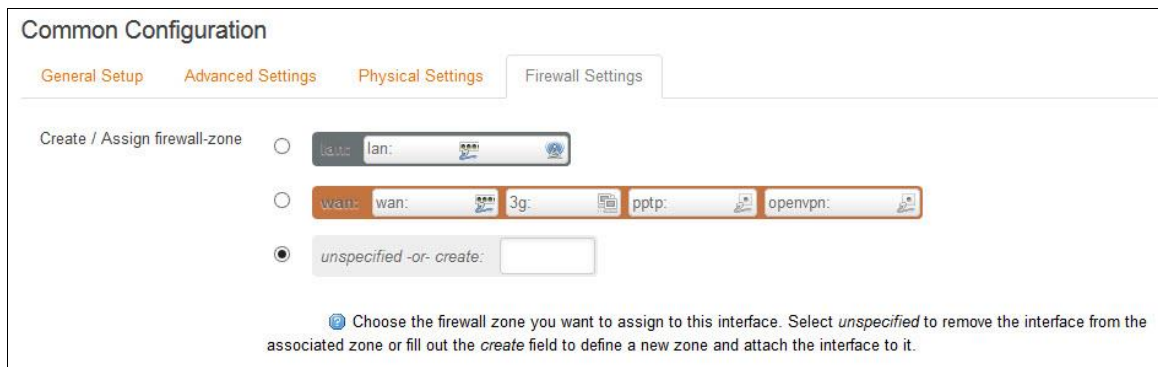 Common Configuration
General Setup Advanced Settings Physical Settings Firewall Settings
Create / Assign firewall-zone
lan: lan:
wan: wan: 3g: pptp: openvpn:
unspecified -or- create:
Choose the firewall zone you want to assign to this interface. Select unspecified to remove the interface from the
associated zone or fill out the create field to define a new zone and attach the interface to it.